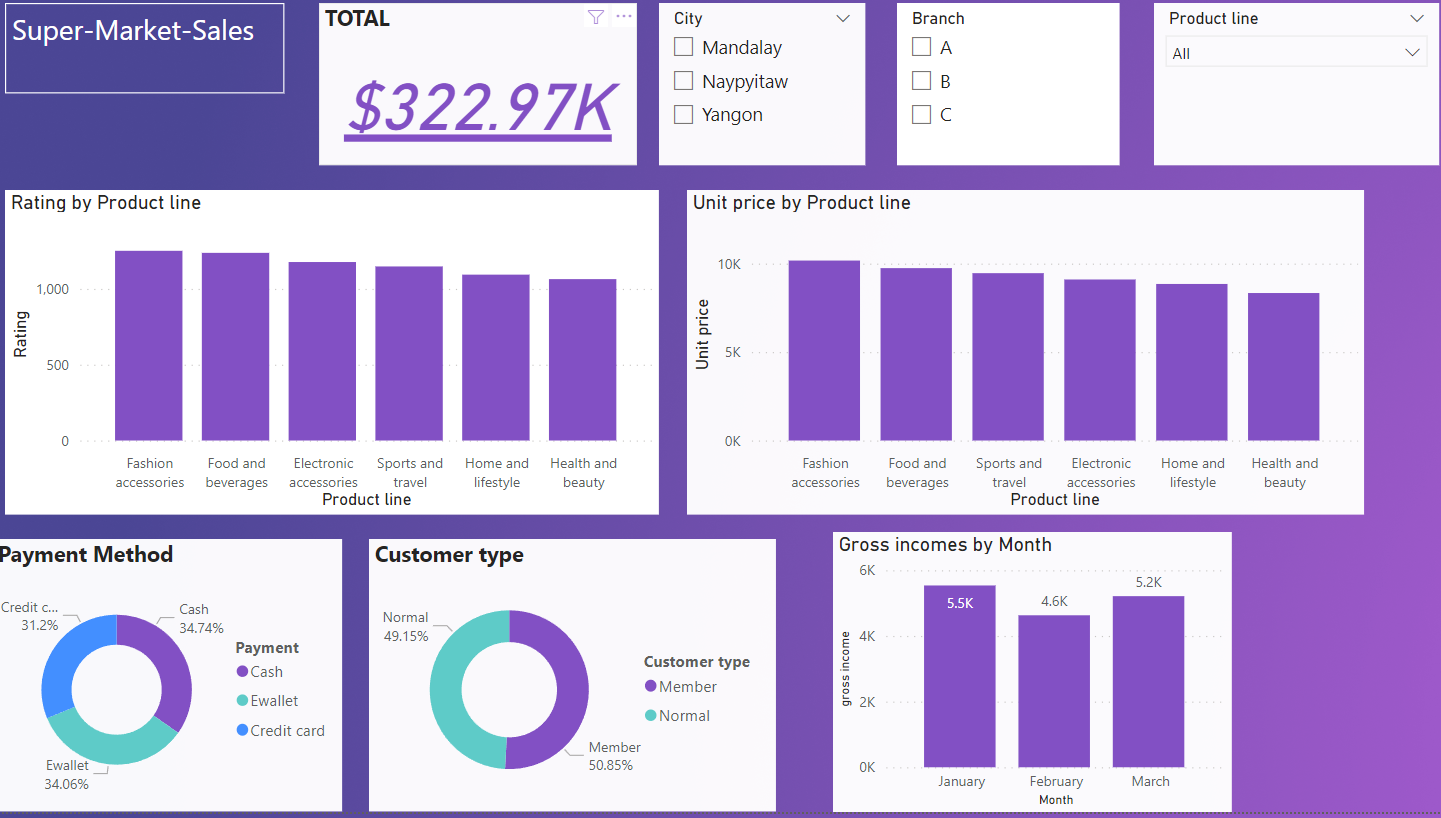 Super-Market-Sales
TOTAL
$322.97K
City
Mandalay
Naypyitaw
Yangon
Branch
A
B
C
Product line
All
Rating by Product line
Rating
1,000
500
0
Fashion accessories
Food and beverages
Electronic accessories
Sports and travel
Home and lifestyle
Health and beauty
Product line
Unit price by Product line
Unit price
10K
5K
0K
Fashion accessories
Food and beverages
Sports and travel
Electronic accessories
Home and lifestyle
Health and beauty
Product line
Payment Method
Credit c...
31.2%
Cash
34.74%
Ewallet
34.06%
Payment
Cash
Ewallet
Credit card
Customer type
Normal
49.15%
Member
50.85%
Customer type
Member
Normal
Gross incomes by Month
gross income
6K
4K
2K
0K
5.5K
4.6K
5.2K
January
February
March
Month